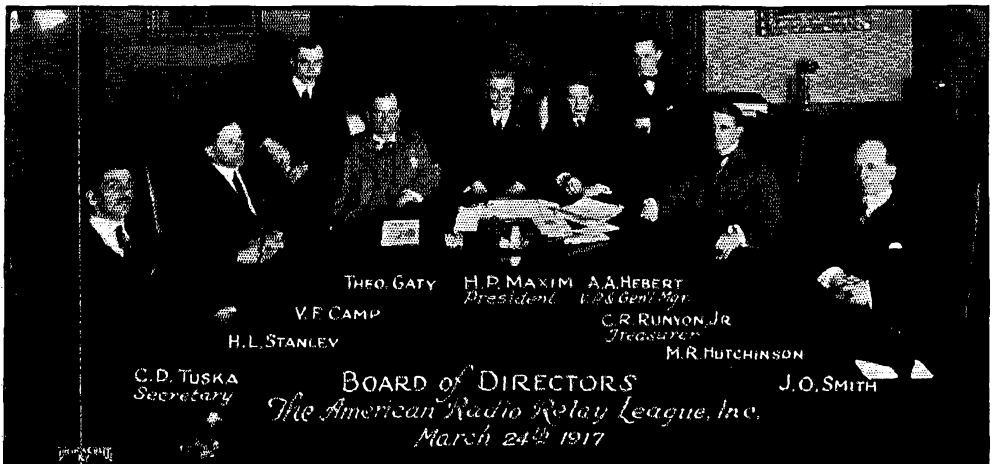 THEO. GATY H.P. MAXIM A.A. HEBERT
President V.P. & Gen'l Mgr.
V.F. CAMP C.R. RUNYON, JR
Treasurer
H.L. STANLEY M.R. HUTCHINSON
C.D. TUSKA J.O. SMITH
Secretary
BOARD of DIRECTORS
The American Radio Relay League, Inc.
March 24th 1917